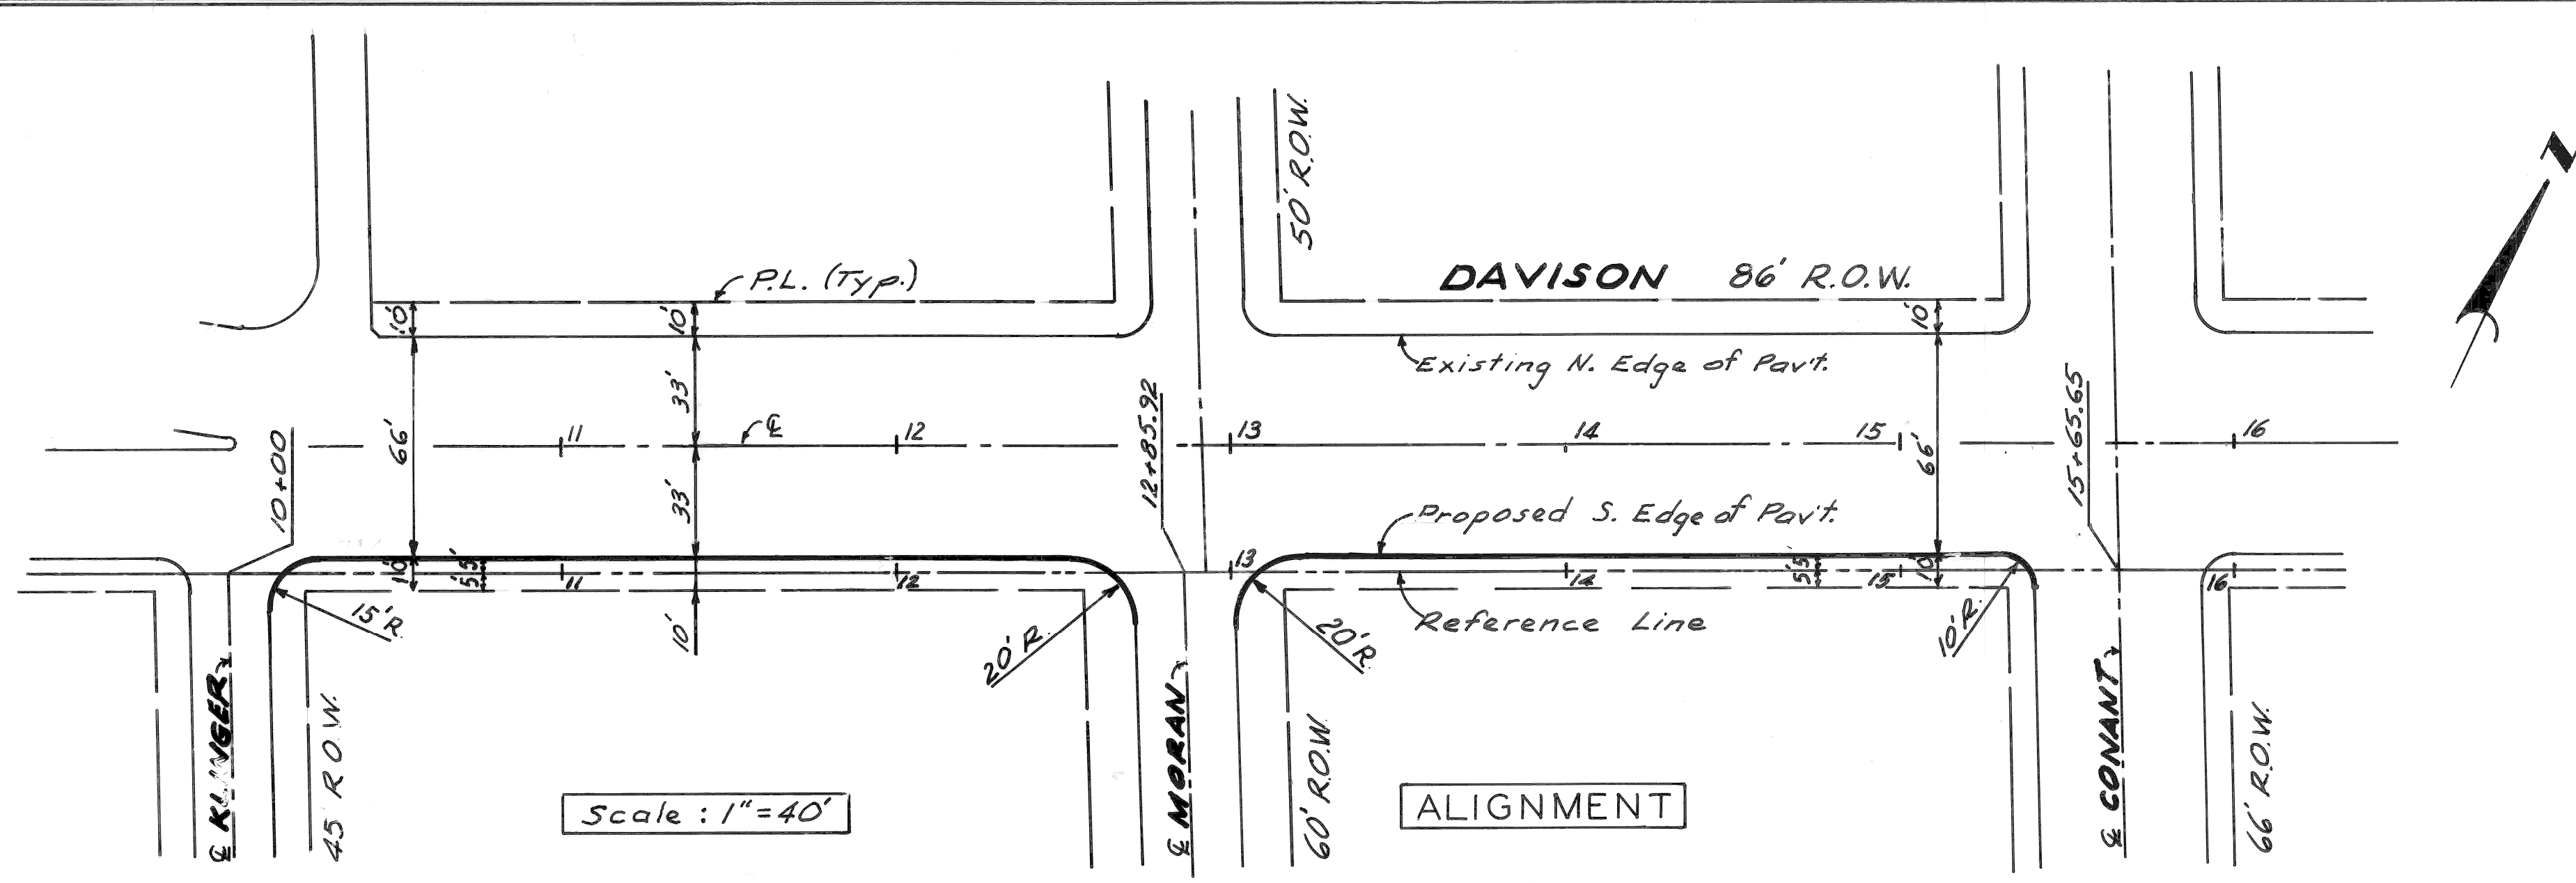 N
50' R.O.W.
P.L. (Typ.)
DAVISON 86' R.O.W.
10'
10'
10'
Existing N. Edge of Pav't.
33'
66'
℄
11
12
13
14
15
16
10+00
12+85.92
15+65.65
66'
33'
Proposed S. Edge of Pav't.
10'
5.5'
11
12
13
14
5.5'
15
10'
16
15' R.
10'
20' R.
20' R.
Reference Line
10' R.
℄ KLINGER
45' R.O.W.
℄ MORAN
60' R.O.W.
℄ CONANT
66' R.O.W.
Scale : 1" = 40'
ALIGNMENT